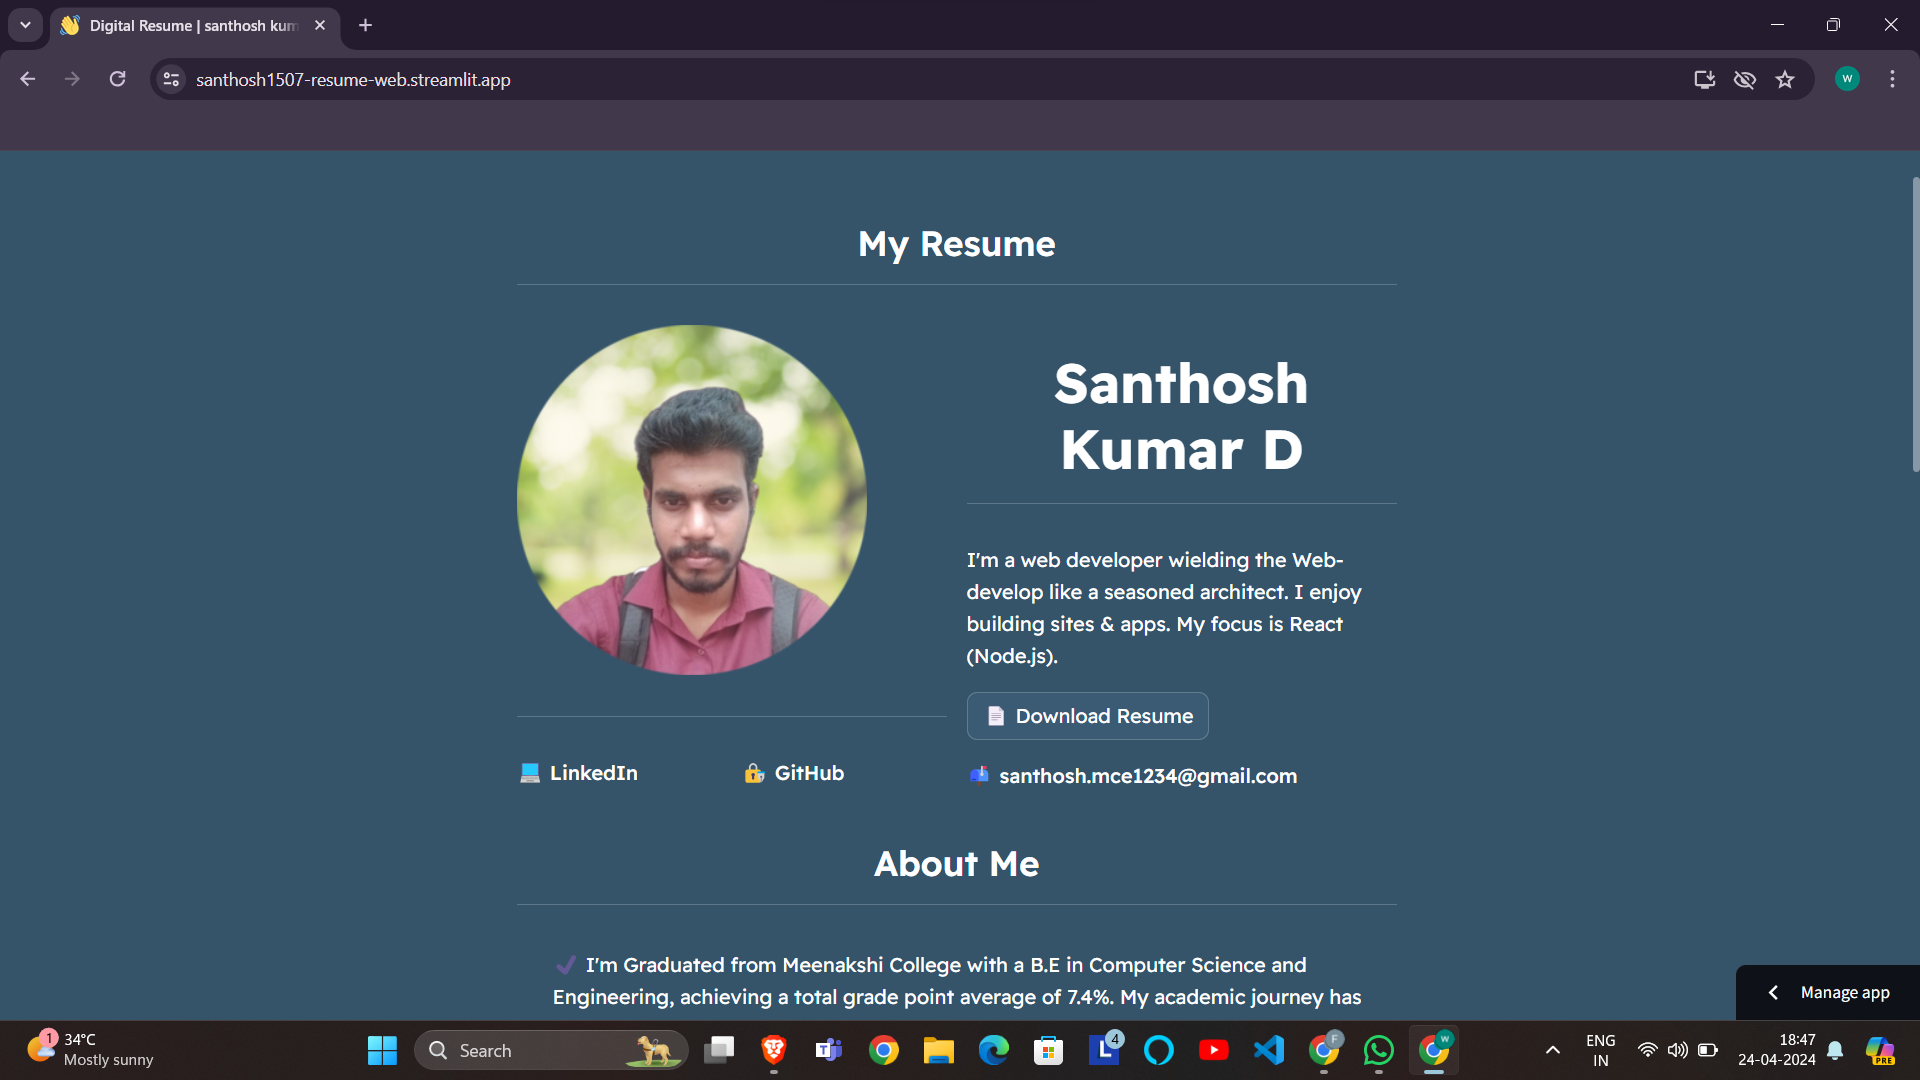 Digital Resume | santhosh kum
santhosh1507-resume-web.streamlit.app
W
My Resume
Santhosh
Kumar D
I'm a web developer wielding the Web-
develop like a seasoned architect. I enjoy
building sites & apps. My focus is React
(Node.js).
Download Resume
LinkedIn
GitHub
santhosh.mce1234@gmail.com
About Me
I'm Graduated from Meenakshi College with a B.E in Computer Science and
Engineering, achieving a total grade point average of 7.4%. My academic journey has
Manage app
1
34°C
Mostly sunny
Search
T
L
4
F
W
ENG
IN
18:47
24-04-2024
PRE